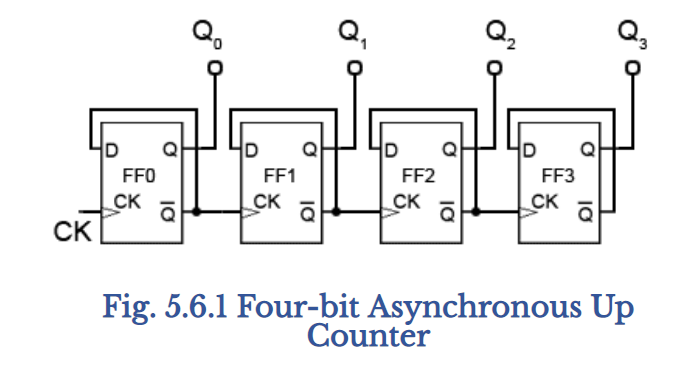 Q0 Q1 Q2 Q3
D Q D Q D Q D Q
FF0 FF1 FF2 FF3
CK Q̅ CK Q̅ CK Q̅ CK Q̅
CK
Fig. 5.6.1 Four-bit Asynchronous Up
Counter